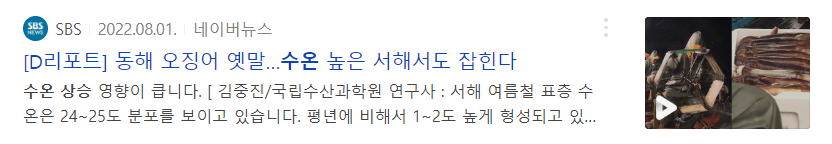 SBS NEWS
SBS 2022.08.01. 네이버뉴스
[D리포트] 동해 오징어 옛말...수온 높은 서해서도 잡힌다
수온 상승 영향이 큽니다. [ 김중진/국립수산과학원 연구사 : 서해 여름철 표층 수
온은 24~25도 분포를 보이고 있습니다. 평년에 비해서 1~2도 높게 형성되고 있...